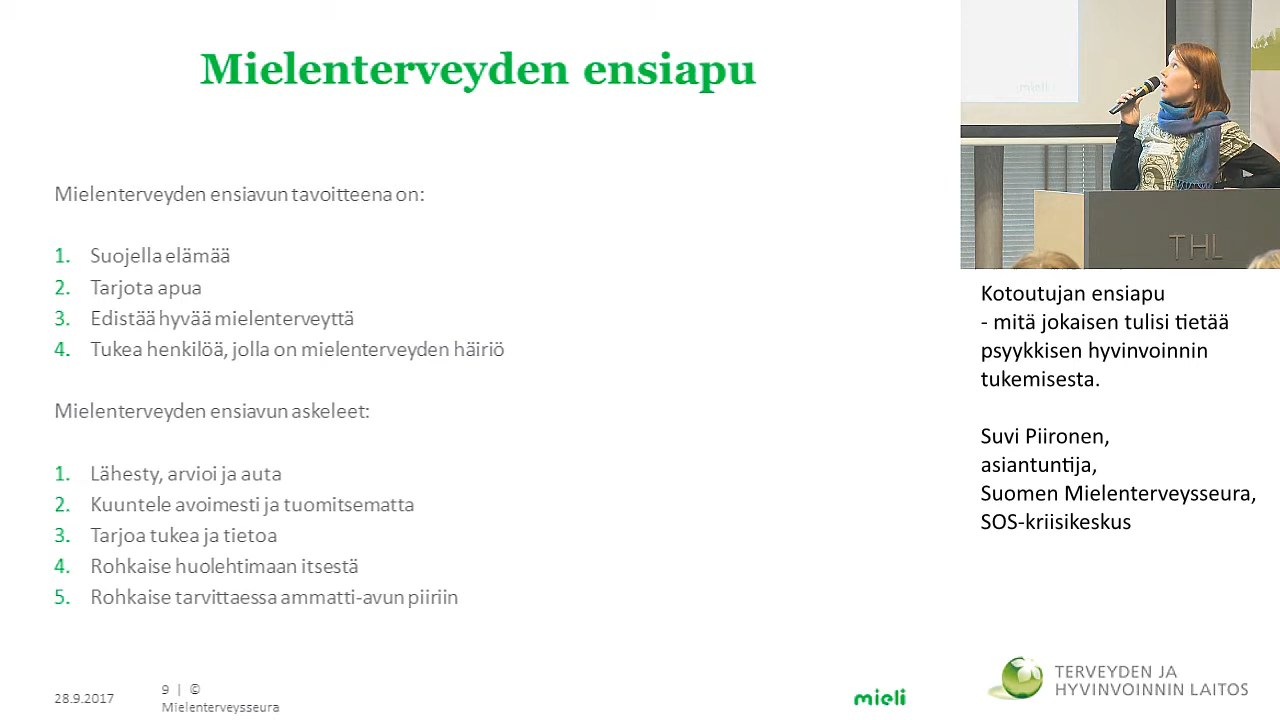 Mielenterveyden ensiapu
Mielenterveyden ensiavun tavoitteena on:
1. Suojella elämää
2. Tarjota apua
3. Edistää hyvää mielenterveyttä
4. Tukea henkilöä, jolla on mielenterveyden häiriö
Mielenterveyden ensiavun askeleet:
1. Lähesty, arvioi ja auta
2. Kuuntele avoimesti ja tuomitsematta
3. Tarjoa tukea ja tietoa
4. Rohkaise huolehtimaan itsestä
5. Rohkaise tarvittaessa ammatti-avun piiriin
28.9.2017
9 | ©
Mielenterveysseura
mieli
mieli
THL
Kotoutujan ensiapu
- mitä jokaisen tulisi tietää
psyykkisen hyvinvoinnin
tukemisesta.
Suvi Piironen,
asiantuntija,
Suomen Mielenterveysseura,
SOS-kriisikeskus
TERVEYDEN JA
HYVINVOINNIN LAITOS